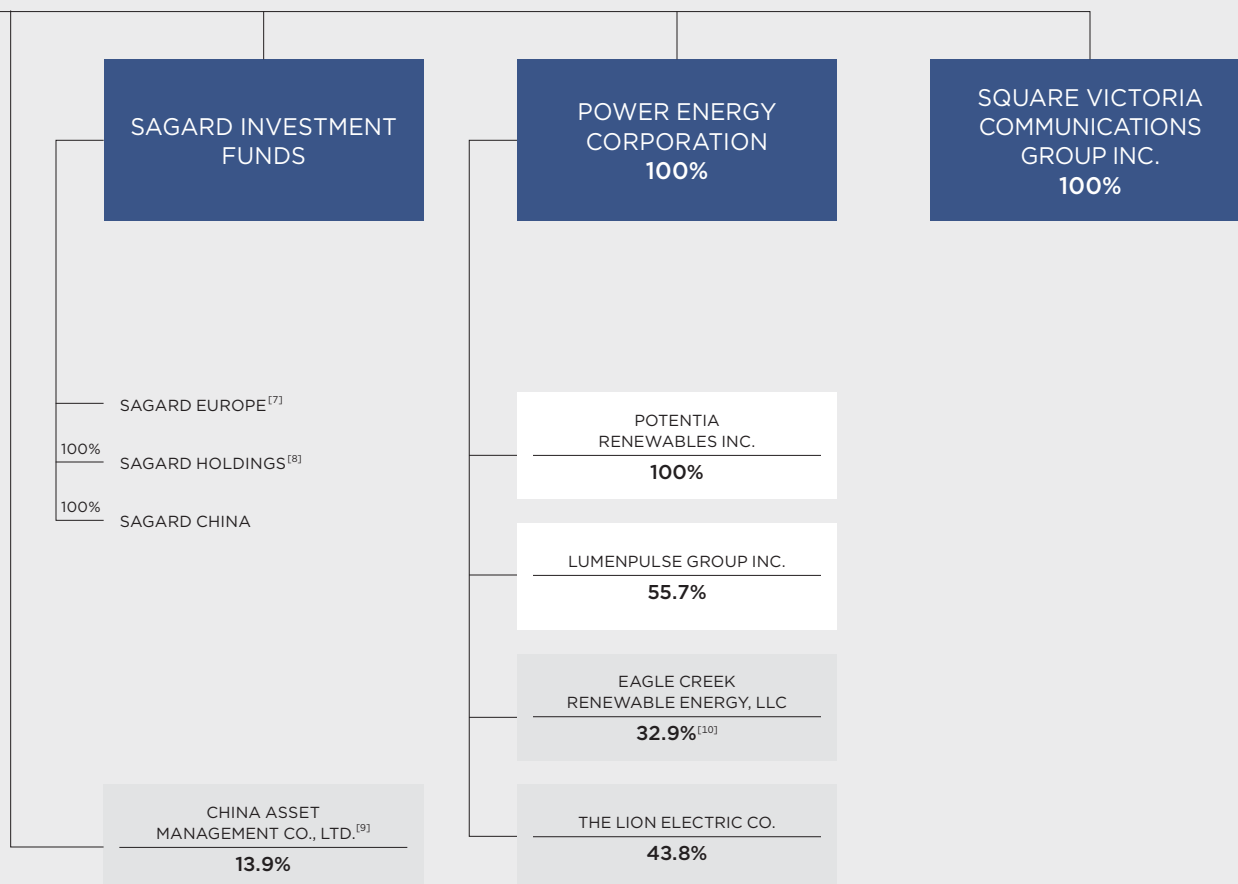 SAGARD INVESTMENT
FUNDS
POWER ENERGY
CORPORATION
100%
SQUARE VICTORIA
COMMUNICATIONS
GROUP INC.
100%
SAGARD EUROPE[7]
100%
SAGARD HOLDINGS[8]
100%
SAGARD CHINA
POTENTIA
RENEWABLES INC.
100%
LUMENPULSE GROUP INC.
55.7%
EAGLE CREEK
RENEWABLE ENERGY, LLC
32.9%[10]
CHINA ASSET
MANAGEMENT CO., LTD.[9]
13.9%
THE LION ELECTRIC CO.
43.8%